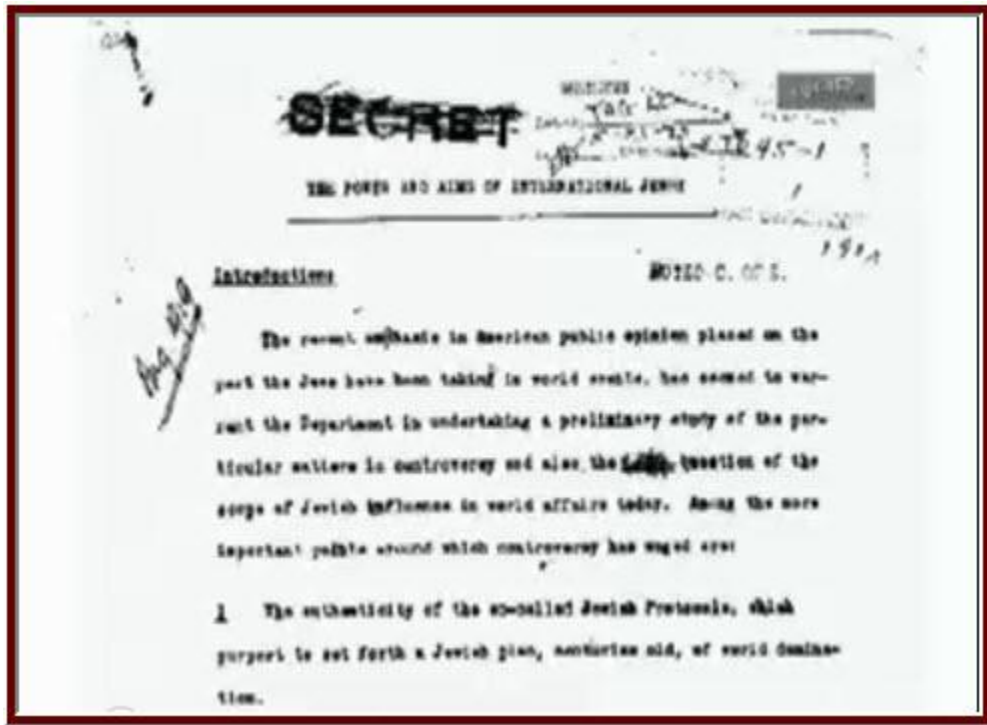 SECRET
45-1
THE POWER AND AIMS OF INTERNATIONAL JEWRY
Introduction:
NOTED C. OF S.
Aug
The recent emphasis in American public opinion placed on the
part the Jews have been taking in world events, has seemed to war-
rant the Department in undertaking a preliminary study of the par-
ticular matters in controversy and also the question of the
scope of Jewish influence in world affairs today. Among the more
important points around which controversy has waged are:
1 The authenticity of the so-called Jewish Protocols, which
purport to set forth a Jewish plan, centuries old, of world domina-
tion.